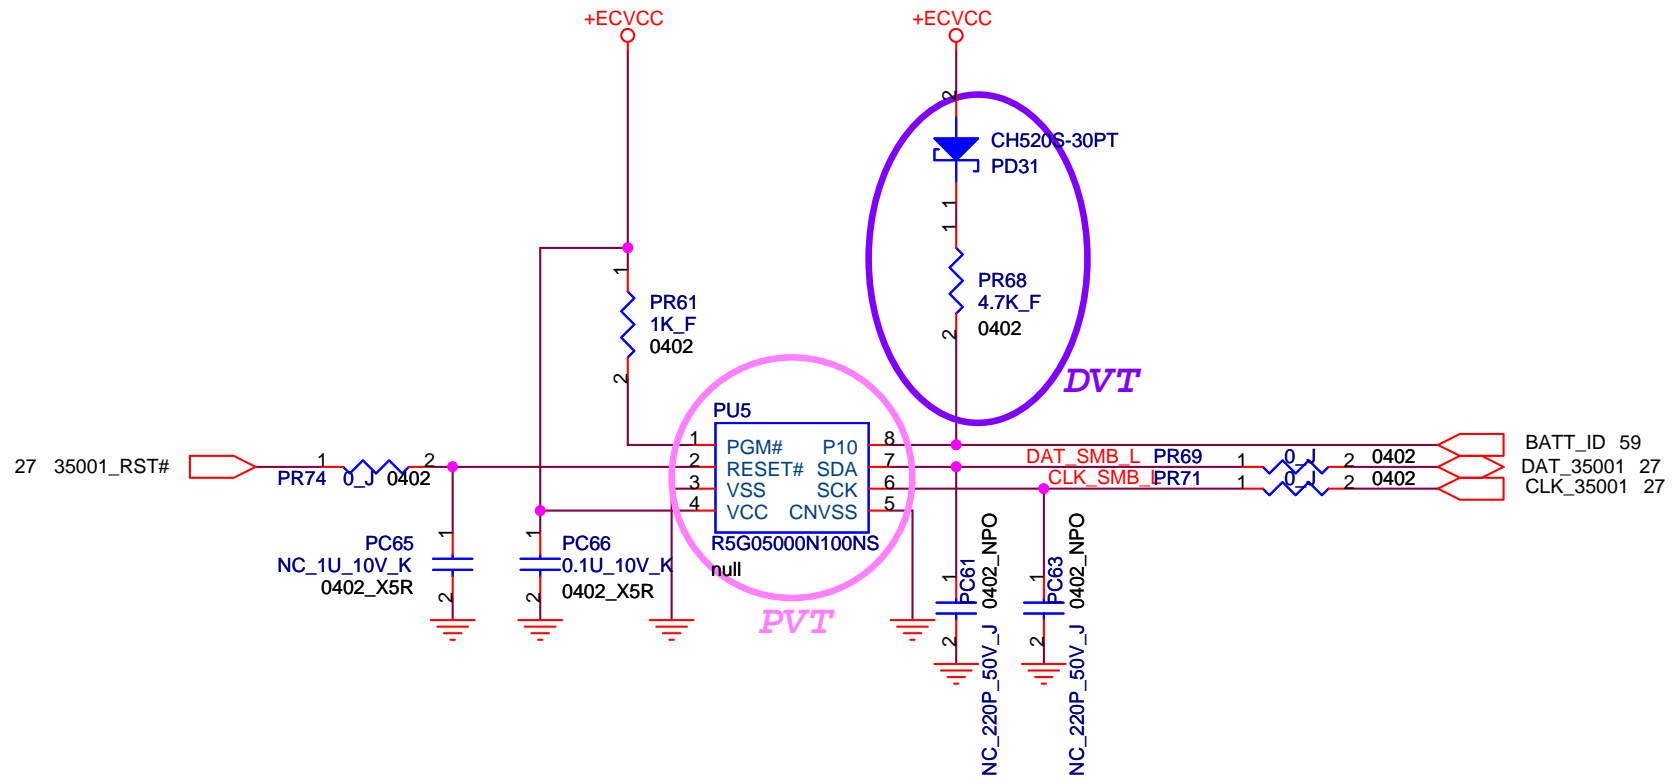 +ECVCC
+ECVCC
2
CH520S-30PT
PD31
1
1
1
PR68
4.7K_F
0402
2
PR61
1K_F
0402
2
DVT
PU5
1 PGM# P10 8
2 RESET# SDA 7
3 VSS SCK 6
4 VCC CNVSS 5
R5G05000N100NS
null
PVT
27 35001_RST#
1 2
PR74 0_J 0402
BATT_ID 59
DAT_SMB_L PR69 1 0_J 2 0402 DAT_35001 27
CLK_SMB_L PR71 1 0_J 2 0402 CLK_35001 27
1
PC65
NC_1U_10V_K
0402_X5R
2
1
PC66
0.1U_10V_K
0402_X5R
2
1
PC61
0402_NPO
2
NC_220P_50V_J
1
PC63
0402_NPO
2
NC_220P_50V_J